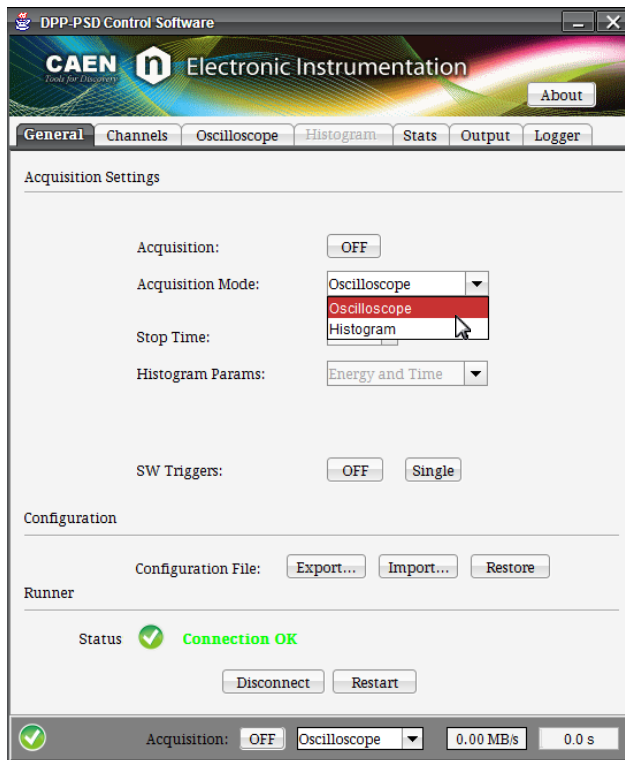 DPP-PSD Control Software
CAEN n Electronic Instrumentation
Tools for Discovery
About
General Channels Oscilloscope Histogram Stats Output Logger
Acquisition Settings
Acquisition: OFF
Acquisition Mode: Oscilloscope
Oscilloscope
Histogram
Stop Time:
Histogram Params: Energy and Time
SW Triggers: OFF Single
Configuration
Configuration File: Export... Import... Restore
Runner
Status Connection OK
Disconnect Restart
Acquisition: OFF Oscilloscope 0.00 MB/s 0.0 s